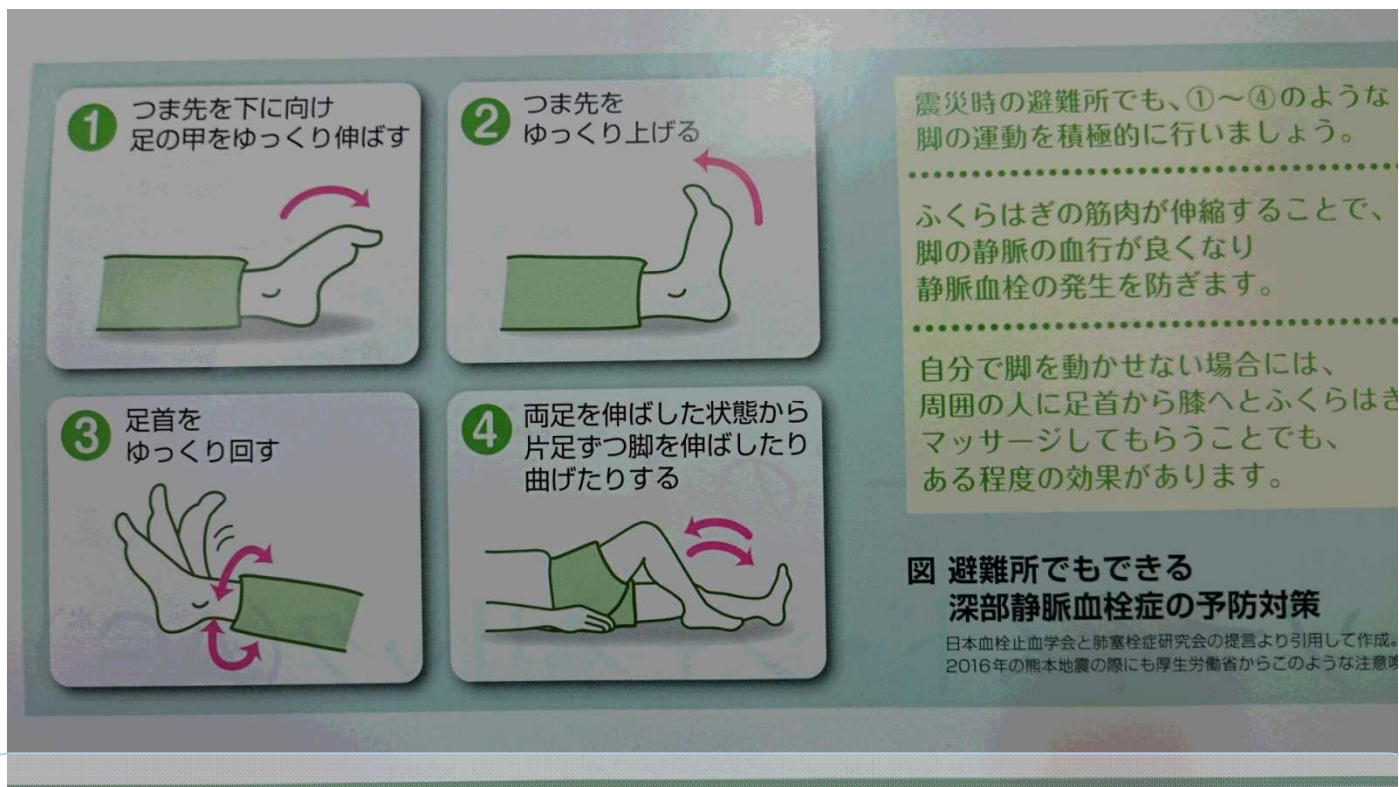 1 つま先を下に向け
足の甲をゆっくり伸ばす
2 つま先を
ゆっくり上げる
3 足首を
ゆっくり回す
4 両足を伸ばした状態から
片足ずつ脚を伸ばしたり
曲げたりする
震災時の避難所でも、①〜④のような
脚の運動を積極的に行いましょう。
ふくらはぎの筋肉が伸縮することで、
脚の静脈の血行が良くなり
静脈血栓の発生を防ぎます。
自分で脚を動かせない場合には、
周囲の人に足首から膝へとふくらはぎ
マッサージしてもらうことでも、
ある程度の効果があります。
図 避難所でもできる
深部静脈血栓症の予防対策
日本血栓止血学会と肺塞栓症研究会の提言より引用して作成。
2016年の熊本地震の際にも厚生労働省からこのような注意喚